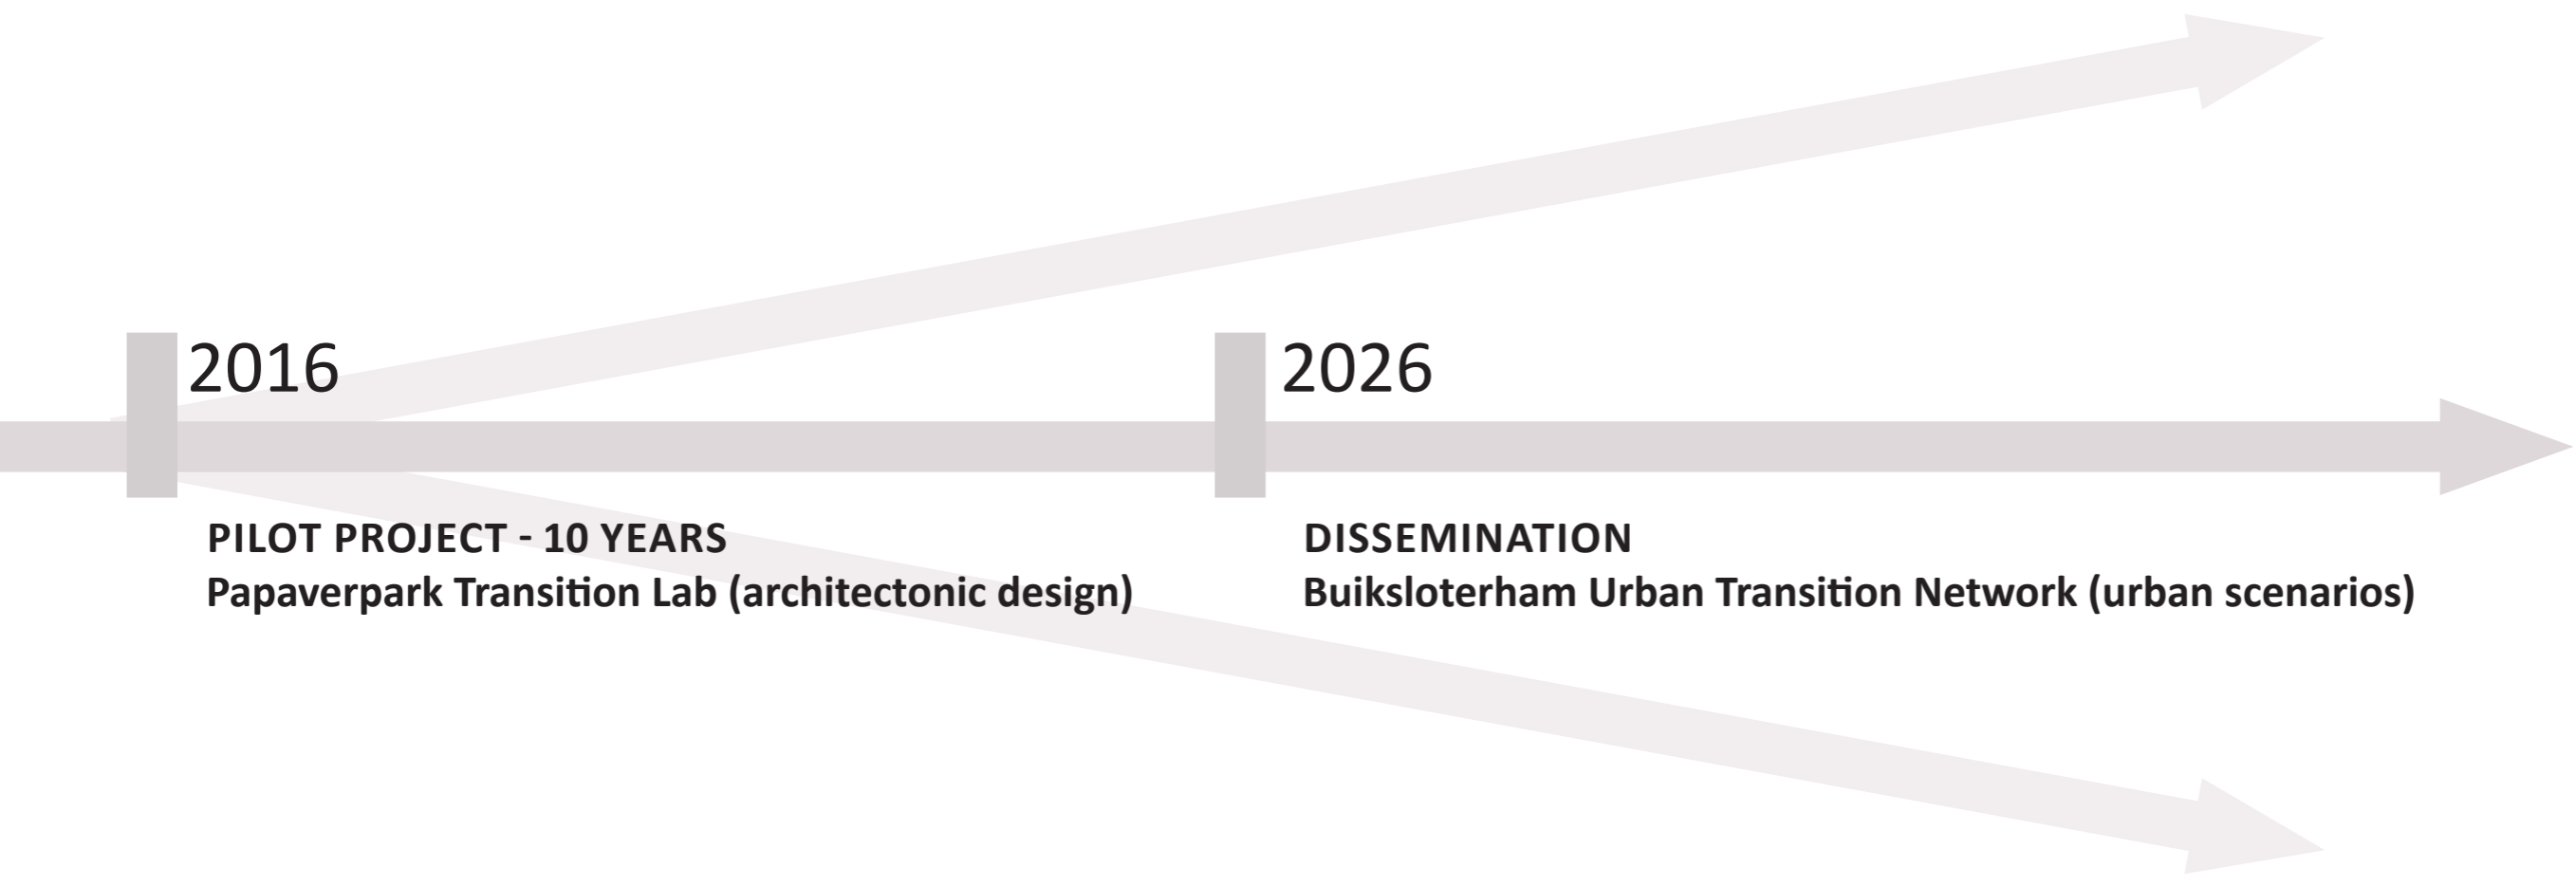 2016
PILOT PROJECT - 10 YEARS
Papaverpark Transition Lab (architectonic design)
2026
DISSEMINATION
Buiksloterham Urban Transition Network (urban scenarios)